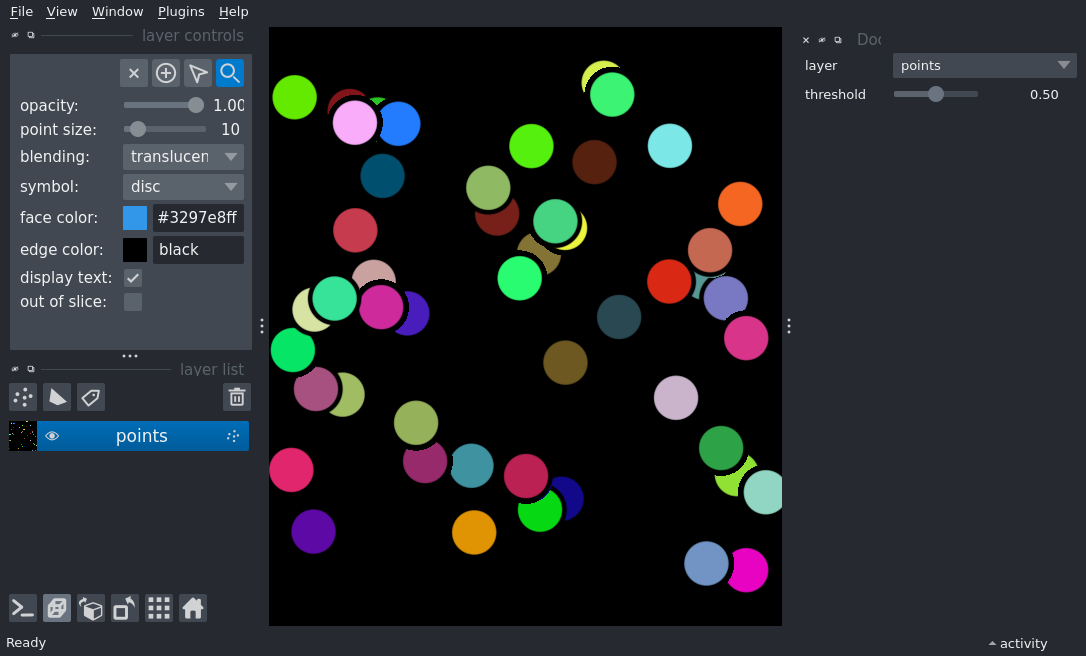 File View Window Plugins Help
layer controls
opacity: 1.00
point size: 10
blending: translucen
symbol: disc
face color: #3297e8ff
edge color: black
display text:
out of slice:
layer list
points
Ready
Doc
layer points
threshold 0.50
activity